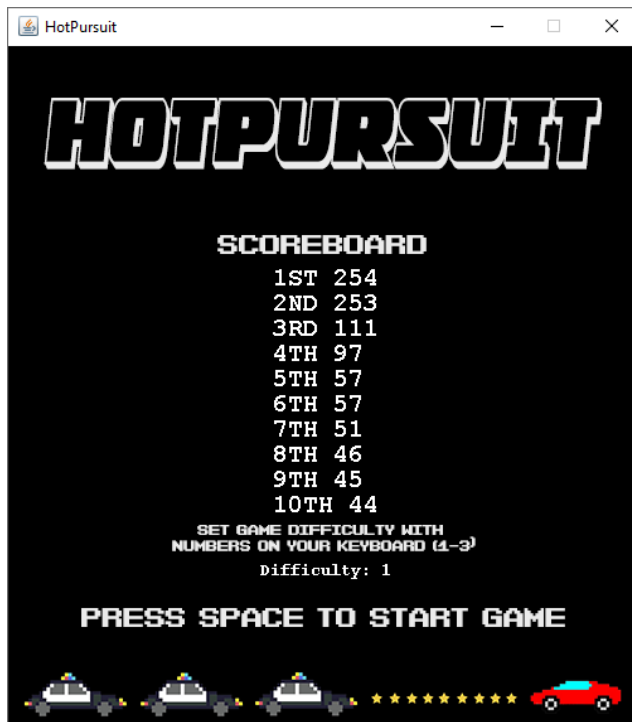 HotPursuit
HOTPURSUIT
SCOREBOARD
1ST 254
2ND 253
3RD 111
4TH 97
5TH 57
6TH 57
7TH 51
8TH 46
9TH 45
10TH 44
SET GAME DIFFICULTY WITH
NUMBERS ON YOUR KEYBOARD (1-3)
Difficulty: 1
PRESS SPACE TO START GAME